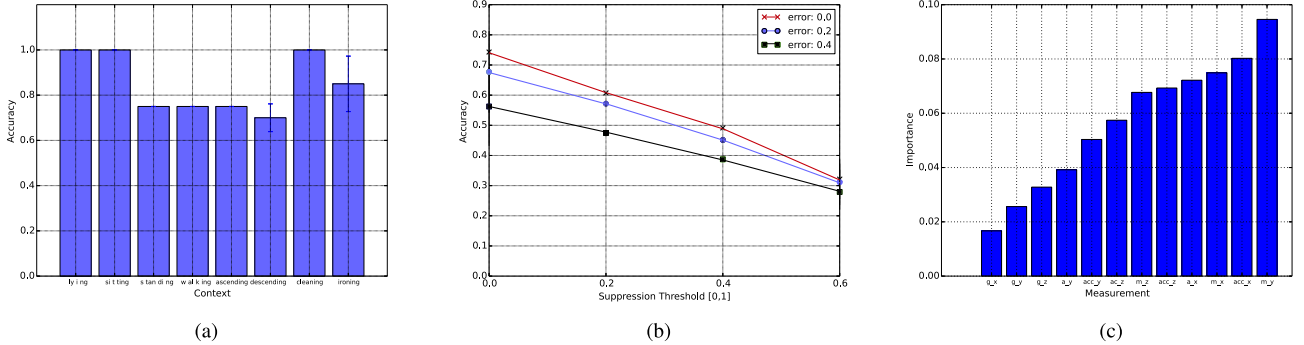 1.0
0.8
0.6
0.4
0.2
0.0
Accuracy
ly i ng
si t ting
s tan di ng
w al k ing
ascending
descending
cleaning
ironing
Context
(a)
0.9
0.8
0.7
0.6
0.5
0.4
0.3
0.2
0.1
0.0
Accuracy
error: 0,0
error: 0,2
error: 0.4
0.0
0.2
0.4
0.6
Suppression Threshold [0,1]
(b)
0.10
0.08
0.06
0.04
0.02
0.00
Importance
g_x
g_y
g_z
a_y
acc_y
ac_z
m_z
acc_z
a_x
m_x
acc_x
m_y
Measurement
(c)